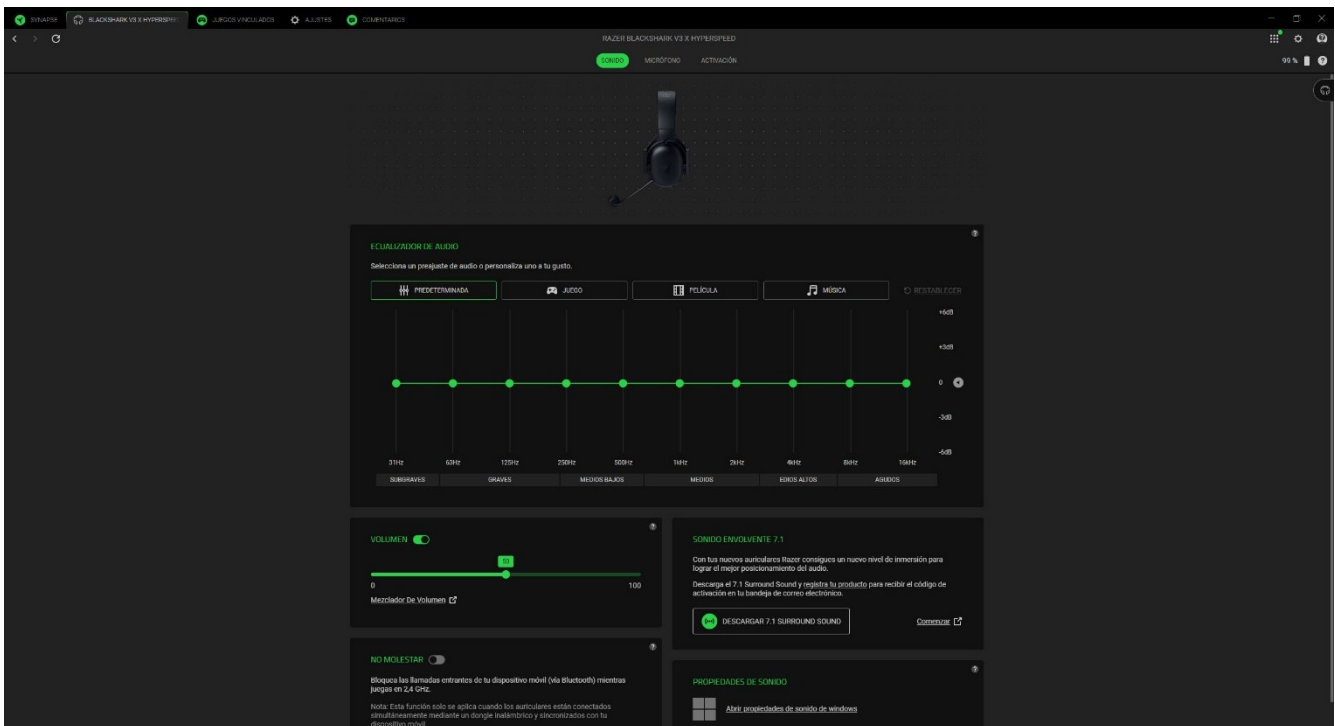 SYNAPSE
BLACKSHARK V3 X HYPERSPE
JUEGOS VINCULADOS
AJUSTES
COMENTARIOS
RAZER BLACKSHARK V3 X HYPERSPEED
SONIDO MICRÓFONO ACTIVACIÓN
99 %
ECUALIZADOR DE AUDIO
Selecciona un preajuste de audio o personaliza uno a tu gusto.
PREDETERMINADA JUEGO PELÍCULA MÚSICA RESTABLECER
+6dB
+3dB
0
-3dB
-6dB
31Hz 63Hz 125Hz 250Hz 500Hz 1kHz 2kHz 4kHz 8kHz 16kHz
SUBGRAVES GRAVES MEDIOS BAJOS MEDIOS EDIOS ALTOS AGUDOS
VOLUMEN
50
0 100
Mezclador De Volumen
NO MOLESTAR
Bloquea las llamadas entrantes de tu dispositivo móvil (vía Bluetooth) mientras
juegas en 2,4 GHz.
Nota: Esta función solo se aplica cuando los auriculares están conectados
simultáneamente mediante un dongle inalámbrico y sincronizados con tu
dispositivo móvil.
SONIDO ENVOLVENTE 7.1
Con tus nuevos auriculares Razer consigues un nuevo nivel de inmersión para
lograr el mejor posicionamiento del audio.
Descarga el 7.1 Surround Sound y registra tu producto para recibir el código de
activación en tu bandeja de correo electrónico.
DESCARGAR 7.1 SURROUND SOUND
Comenzar
PROPIEDADES DE SONIDO
Abrir propiedades de sonido de windows